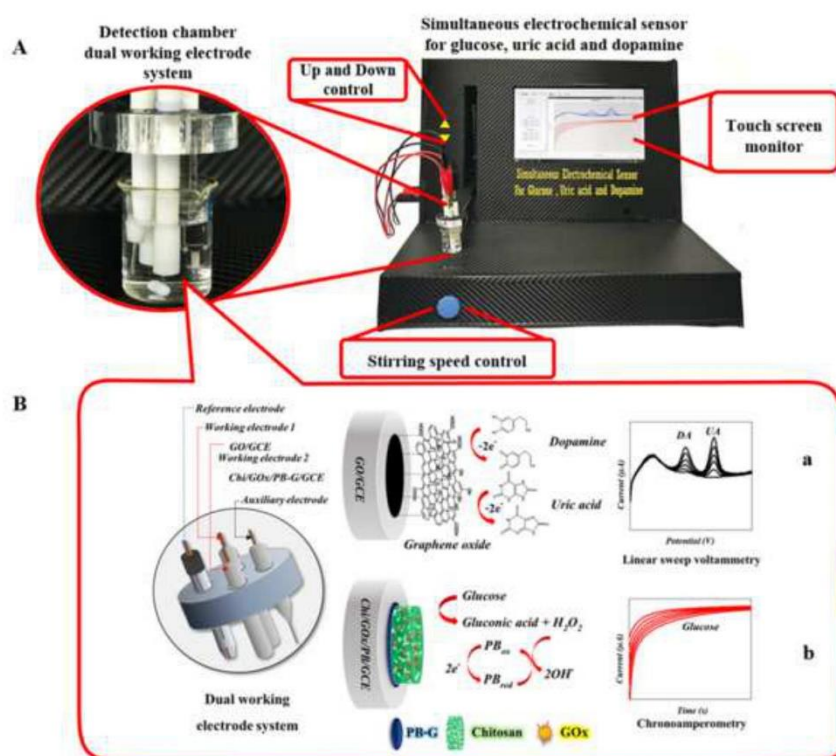 A
Detection chamber
dual working electrode
system
Simultaneous electrochemical sensor
for glucose, uric acid and dopamine
Up and Down
control
Touch screen
monitor
Simultaneous Electrochemical Sensor
For Glucose , Uric acid and Dopamine
Stirring speed control
B
Reference electrode
Working electrode 1
GO/GCE
Working electrode 2
Chi/GOx/PB-G/GCE
Auxiliary electrode
Dual working
electrode system
GO/GCE
Graphene oxide
-2e⁻
Dopamine
-2e⁻
Uric acid
Current (μA)
DA
UA
Potential (V)
Linear sweep voltammetry
a
Chi/GOx/PB/GCE
Glucose
Gluconic acid + H₂O₂
PBₒₓ
2e⁻
2OH⁻
PB_red
Current (μA)
Glucose
Time (s)
Chronoamperometry
b
PB-G
Chitosan
GOx